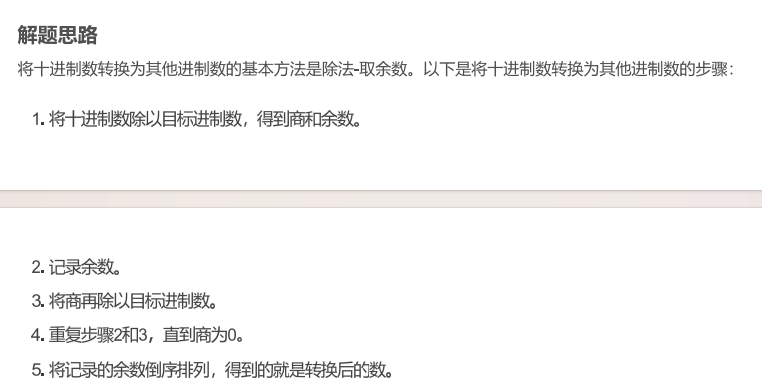 解题思路
将十进制数转换为其他进制数的基本方法是除法-取余数。以下是将十进制数转换为其他进制数的步骤：
1. 将十进制数除以目标进制数，得到商和余数。
2. 记录余数。
3. 将商再除以目标进制数。
4. 重复步骤2和3，直到商为0。
5. 将记录的余数倒序排列，得到的就是转换后的数。